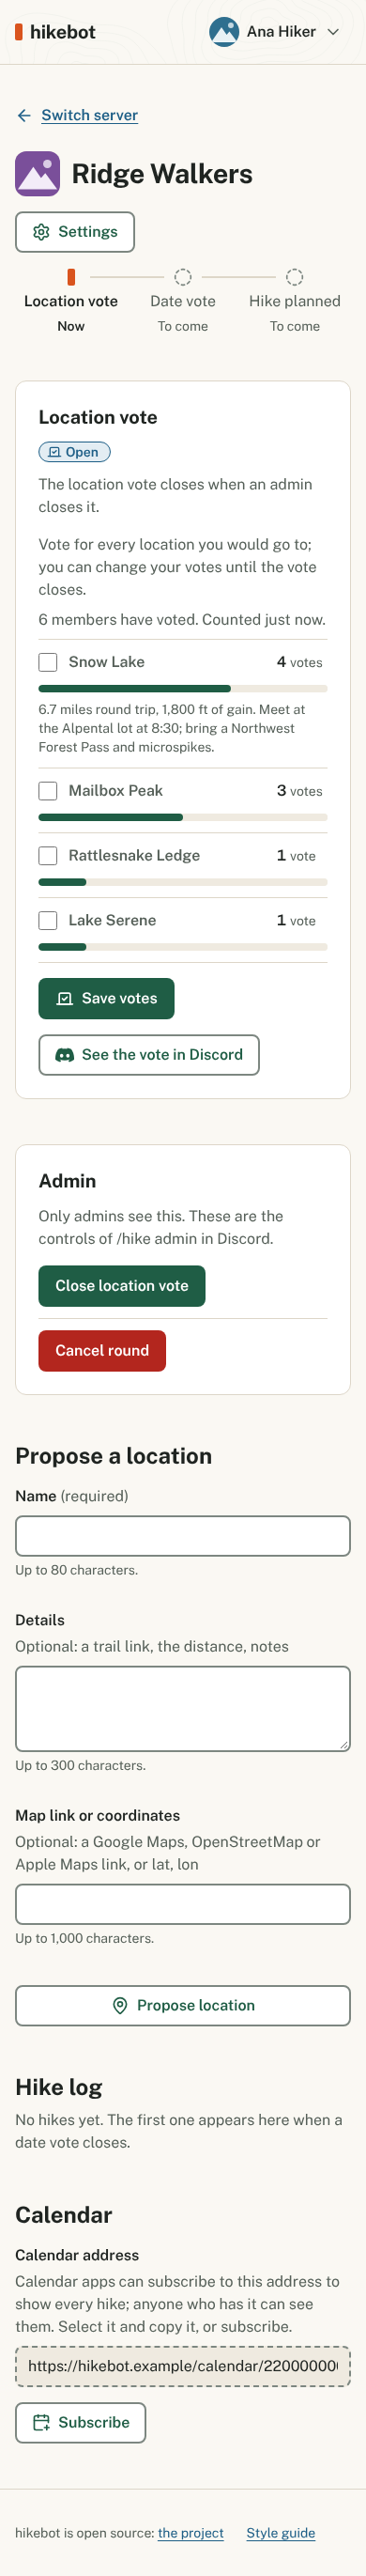 hikebot
Ana Hiker
Switch server
Ridge Walkers
Settings
Location vote
Date vote
Hike planned
Now
To come
To come
Location vote
Open
The location vote closes when an admin
closes it.
Vote for every location you would go to;
you can change your votes until the vote
closes.
6 members have voted. Counted just now.
Snow Lake
4 votes
6.7 miles round trip, 1,800 ft of gain. Meet at
the Alpental lot at 8:30; bring a Northwest
Forest Pass and microspikes.
Mailbox Peak
3 votes
Rattlesnake Ledge
1 vote
Lake Serene
1 vote
Save votes
See the vote in Discord
Admin
Only admins see this. These are the
controls of /hike admin in Discord.
Close location vote
Cancel round
Propose a location
Name (required)
Up to 80 characters.
Details
Optional: a trail link, the distance, notes
Up to 300 characters.
Map link or coordinates
Optional: a Google Maps, OpenStreetMap or
Apple Maps link, or lat, lon
Up to 1,000 characters.
Propose location
Hike log
No hikes yet. The first one appears here when a
date vote closes.
Calendar
Calendar address
Calendar apps can subscribe to this address to
show every hike; anyone who has it can see
them. Select it and copy it, or subscribe.
https://hikebot.example/calendar/220000000
Subscribe
hikebot is open source: the project
Style guide